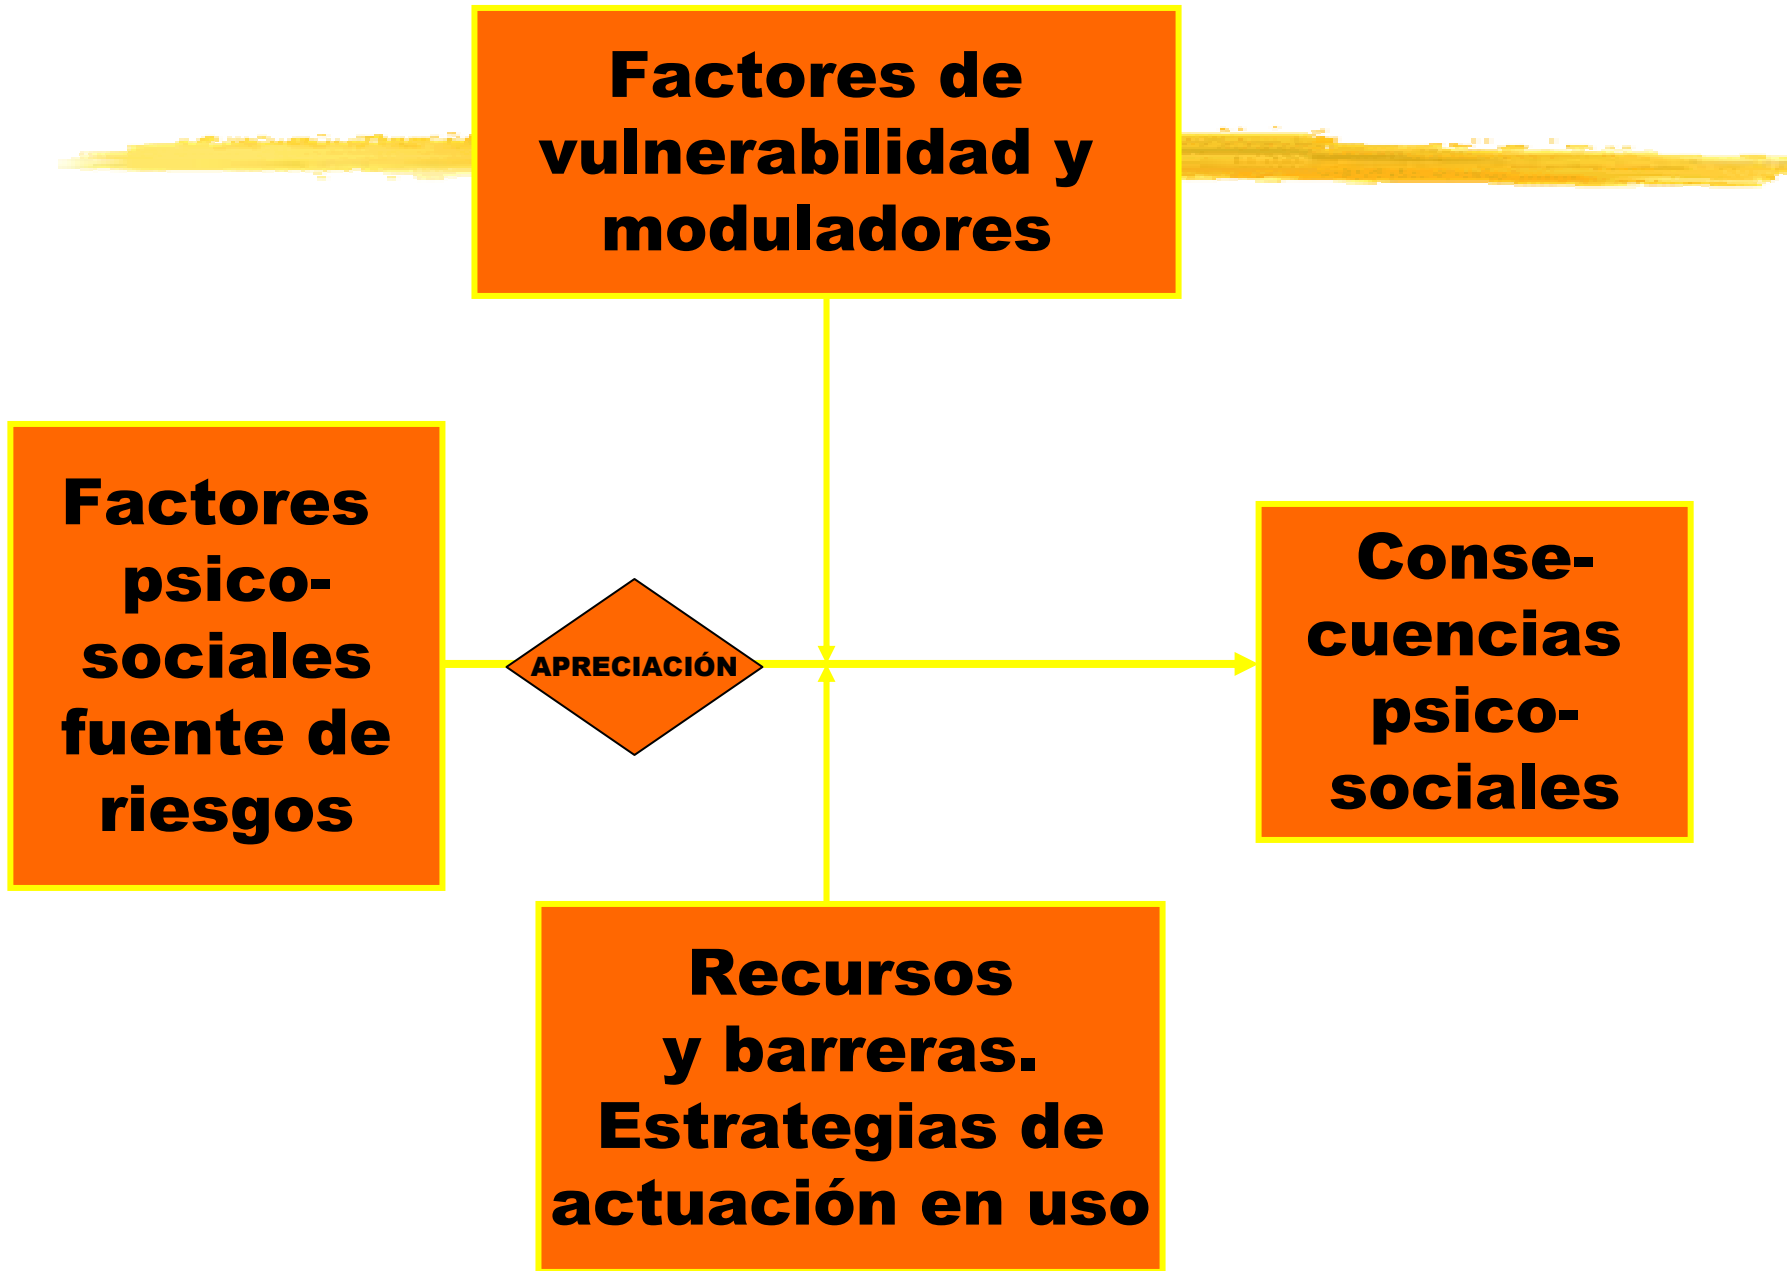 Factores de
vulnerabilidad y
moduladores
Factores
psico-
sociales
fuente de
riesgos
APRECIACIÓN
Conse-
cuencias
psico-
sociales
Recursos
y barreras.
Estrategias de
actuación en uso